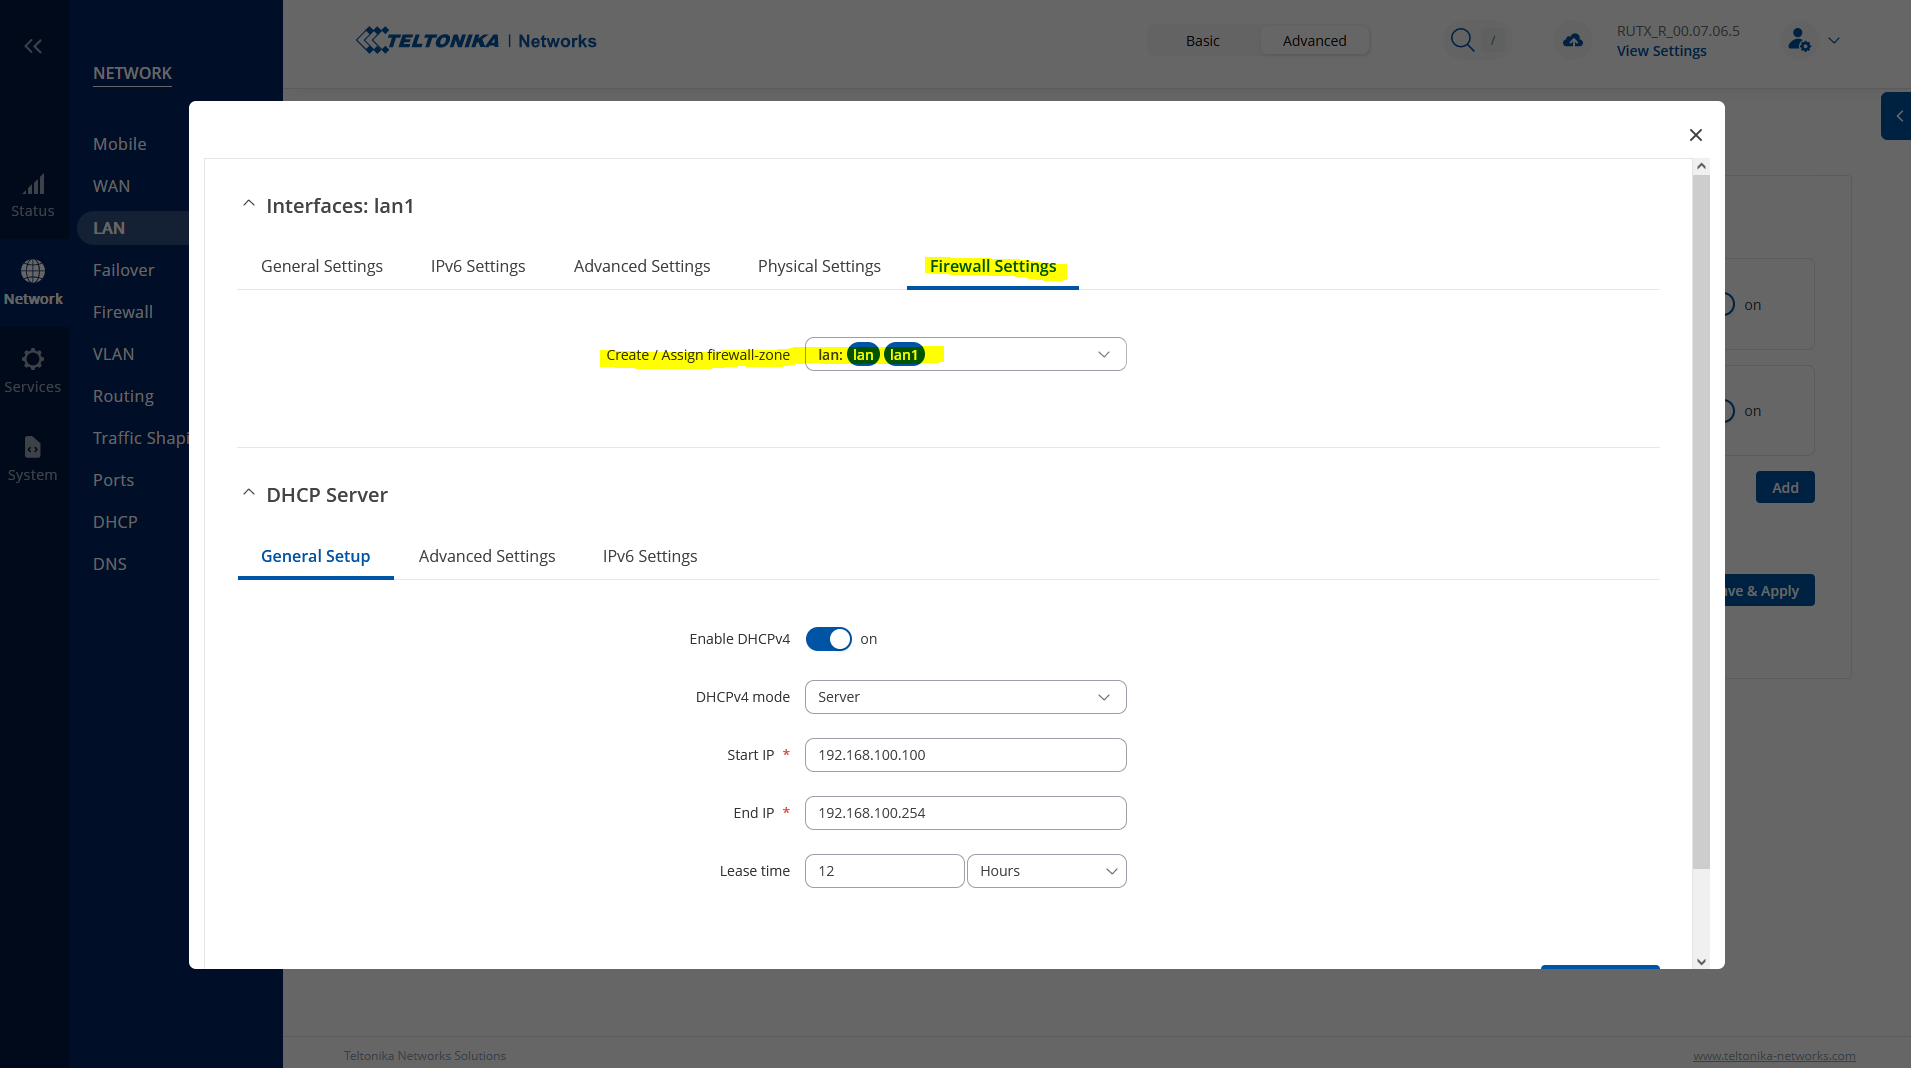 TELTONIKA | Networks
Basic
Advanced
/
RUTX_R_00.07.06.5
View Settings
NETWORK
Mobile
WAN
LAN
Failover
Firewall
VLAN
Routing
Traffic Shapi
Ports
DHCP
DNS
Status
Network
Services
System
Interfaces: lan1
General Settings
IPv6 Settings
Advanced Settings
Physical Settings
Firewall Settings
Create / Assign firewall-zone
lan: lan lan1
DHCP Server
General Setup
Advanced Settings
IPv6 Settings
Enable DHCPv4
on
DHCPv4 mode
Server
Start IP *
192.168.100.100
End IP *
192.168.100.254
Lease time
12
Hours
on
on
Add
ve & Apply
Teltonika Networks Solutions
www.teltonika-networks.com